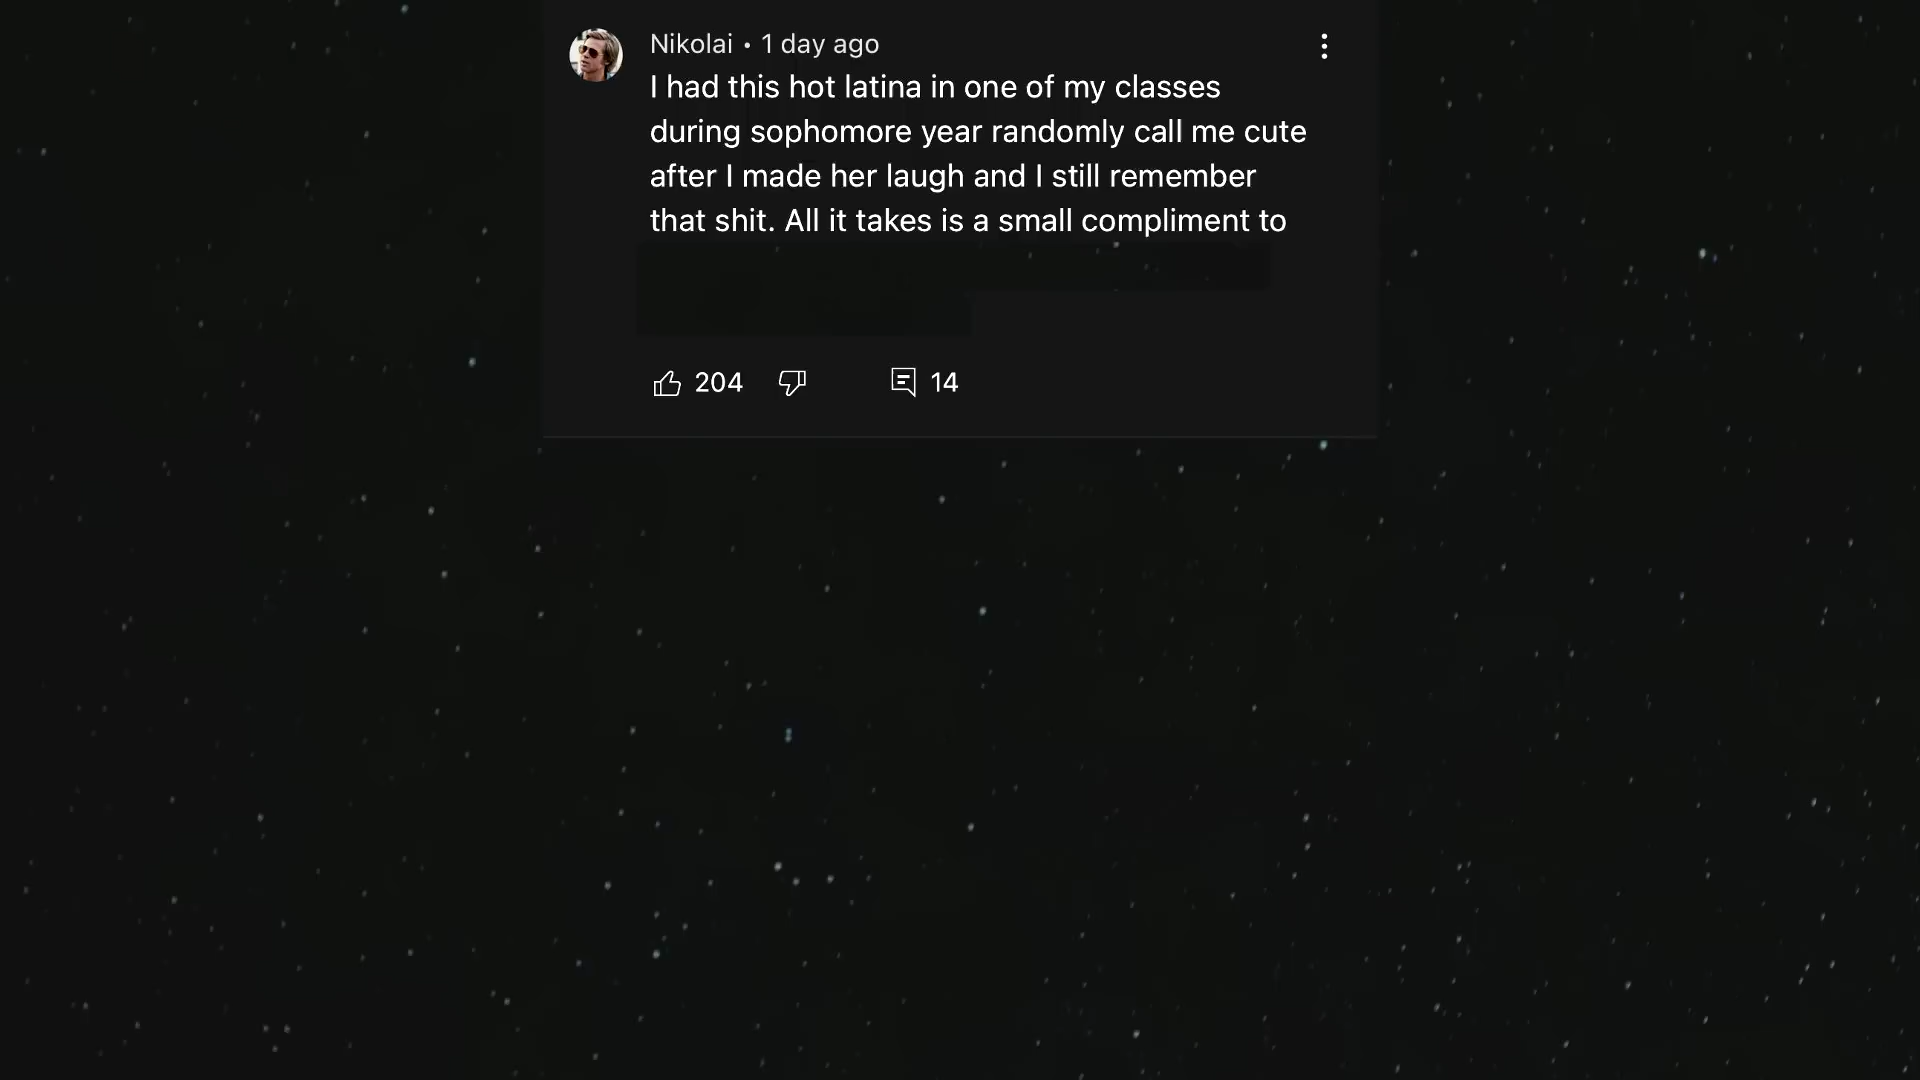 Nikolai • 1 day ago
I had this hot latina in one of my classes
during sophomore year randomly call me cute
after I made her laugh and I still remember
that shit. All it takes is a small compliment to
204
14